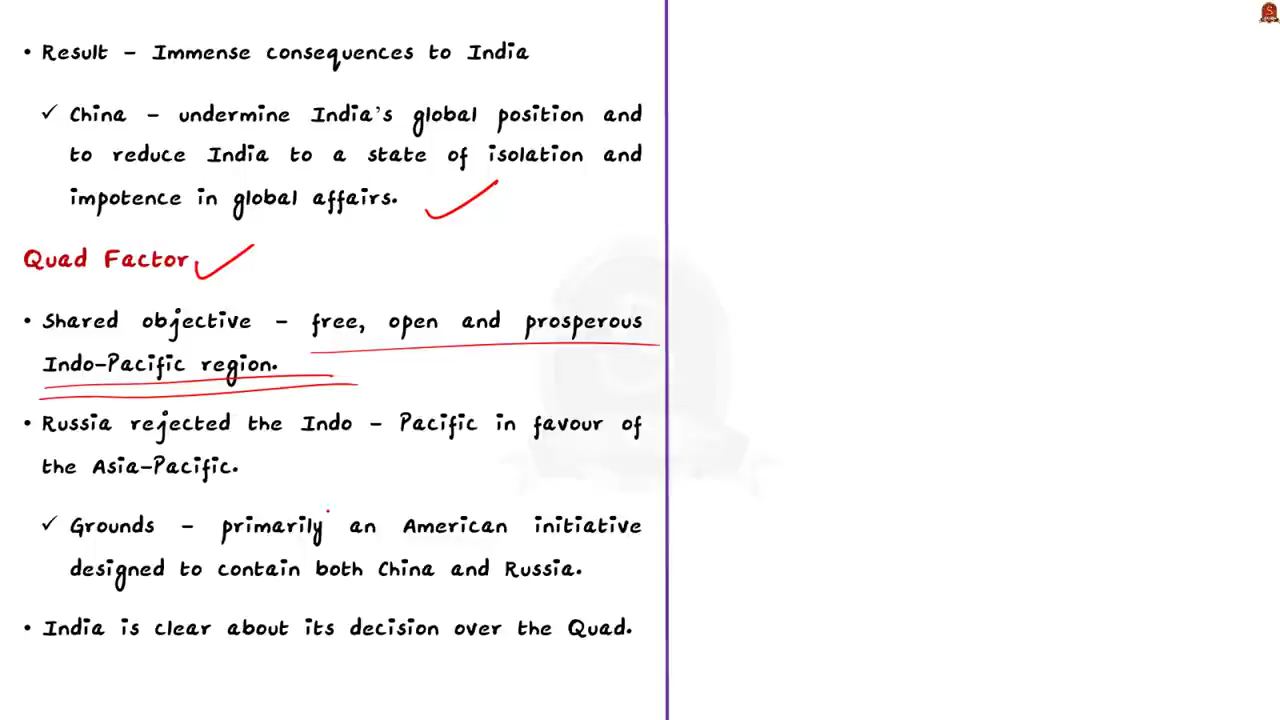 • Result - Immense consequences to India
✓ China - undermine India's global position and
to reduce India to a state of isolation and
impotence in global affairs.
Quad Factor
• Shared objective - free, open and prosperous
Indo-Pacific region.
• Russia rejected the Indo - Pacific in favour of
the Asia-Pacific.
✓ Grounds - primarily an American initiative
designed to contain both China and Russia.
• India is clear about its decision over the Quad.